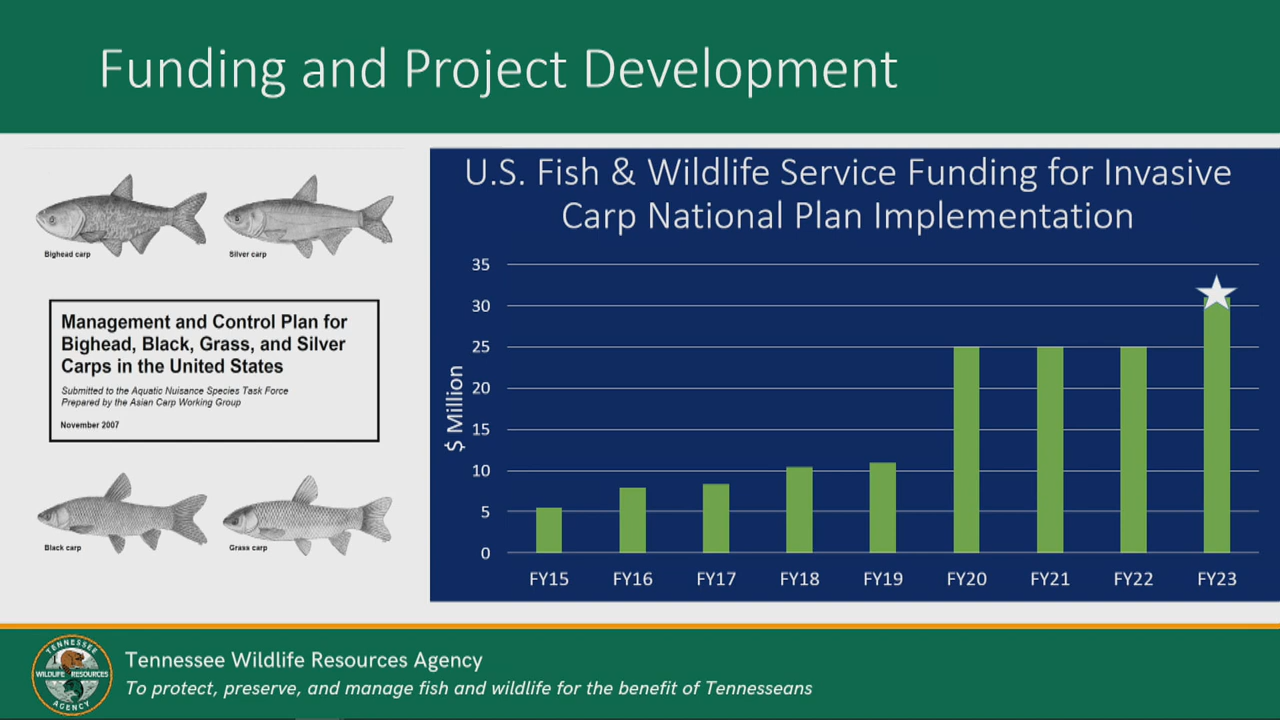 Funding and Project Development
Bighead carp
Silver carp
Management and Control Plan for
Bighead, Black, Grass, and Silver
Carps in the United States
Submitted to the Aquatic Nuisance Species Task Force
Prepared by the Asian Carp Working Group
November 2007
Black carp
Grass carp
U.S. Fish & Wildlife Service Funding for Invasive
Carp National Plan Implementation
$ Million
35
30
25
20
15
10
5
0
FY15 FY16 FY17 FY18 FY19 FY20 FY21 FY22 FY23
TENNESSEE
WILDLIFE RESOURCES
AGENCY
Tennessee Wildlife Resources Agency
To protect, preserve, and manage fish and wildlife for the benefit of Tennesseans